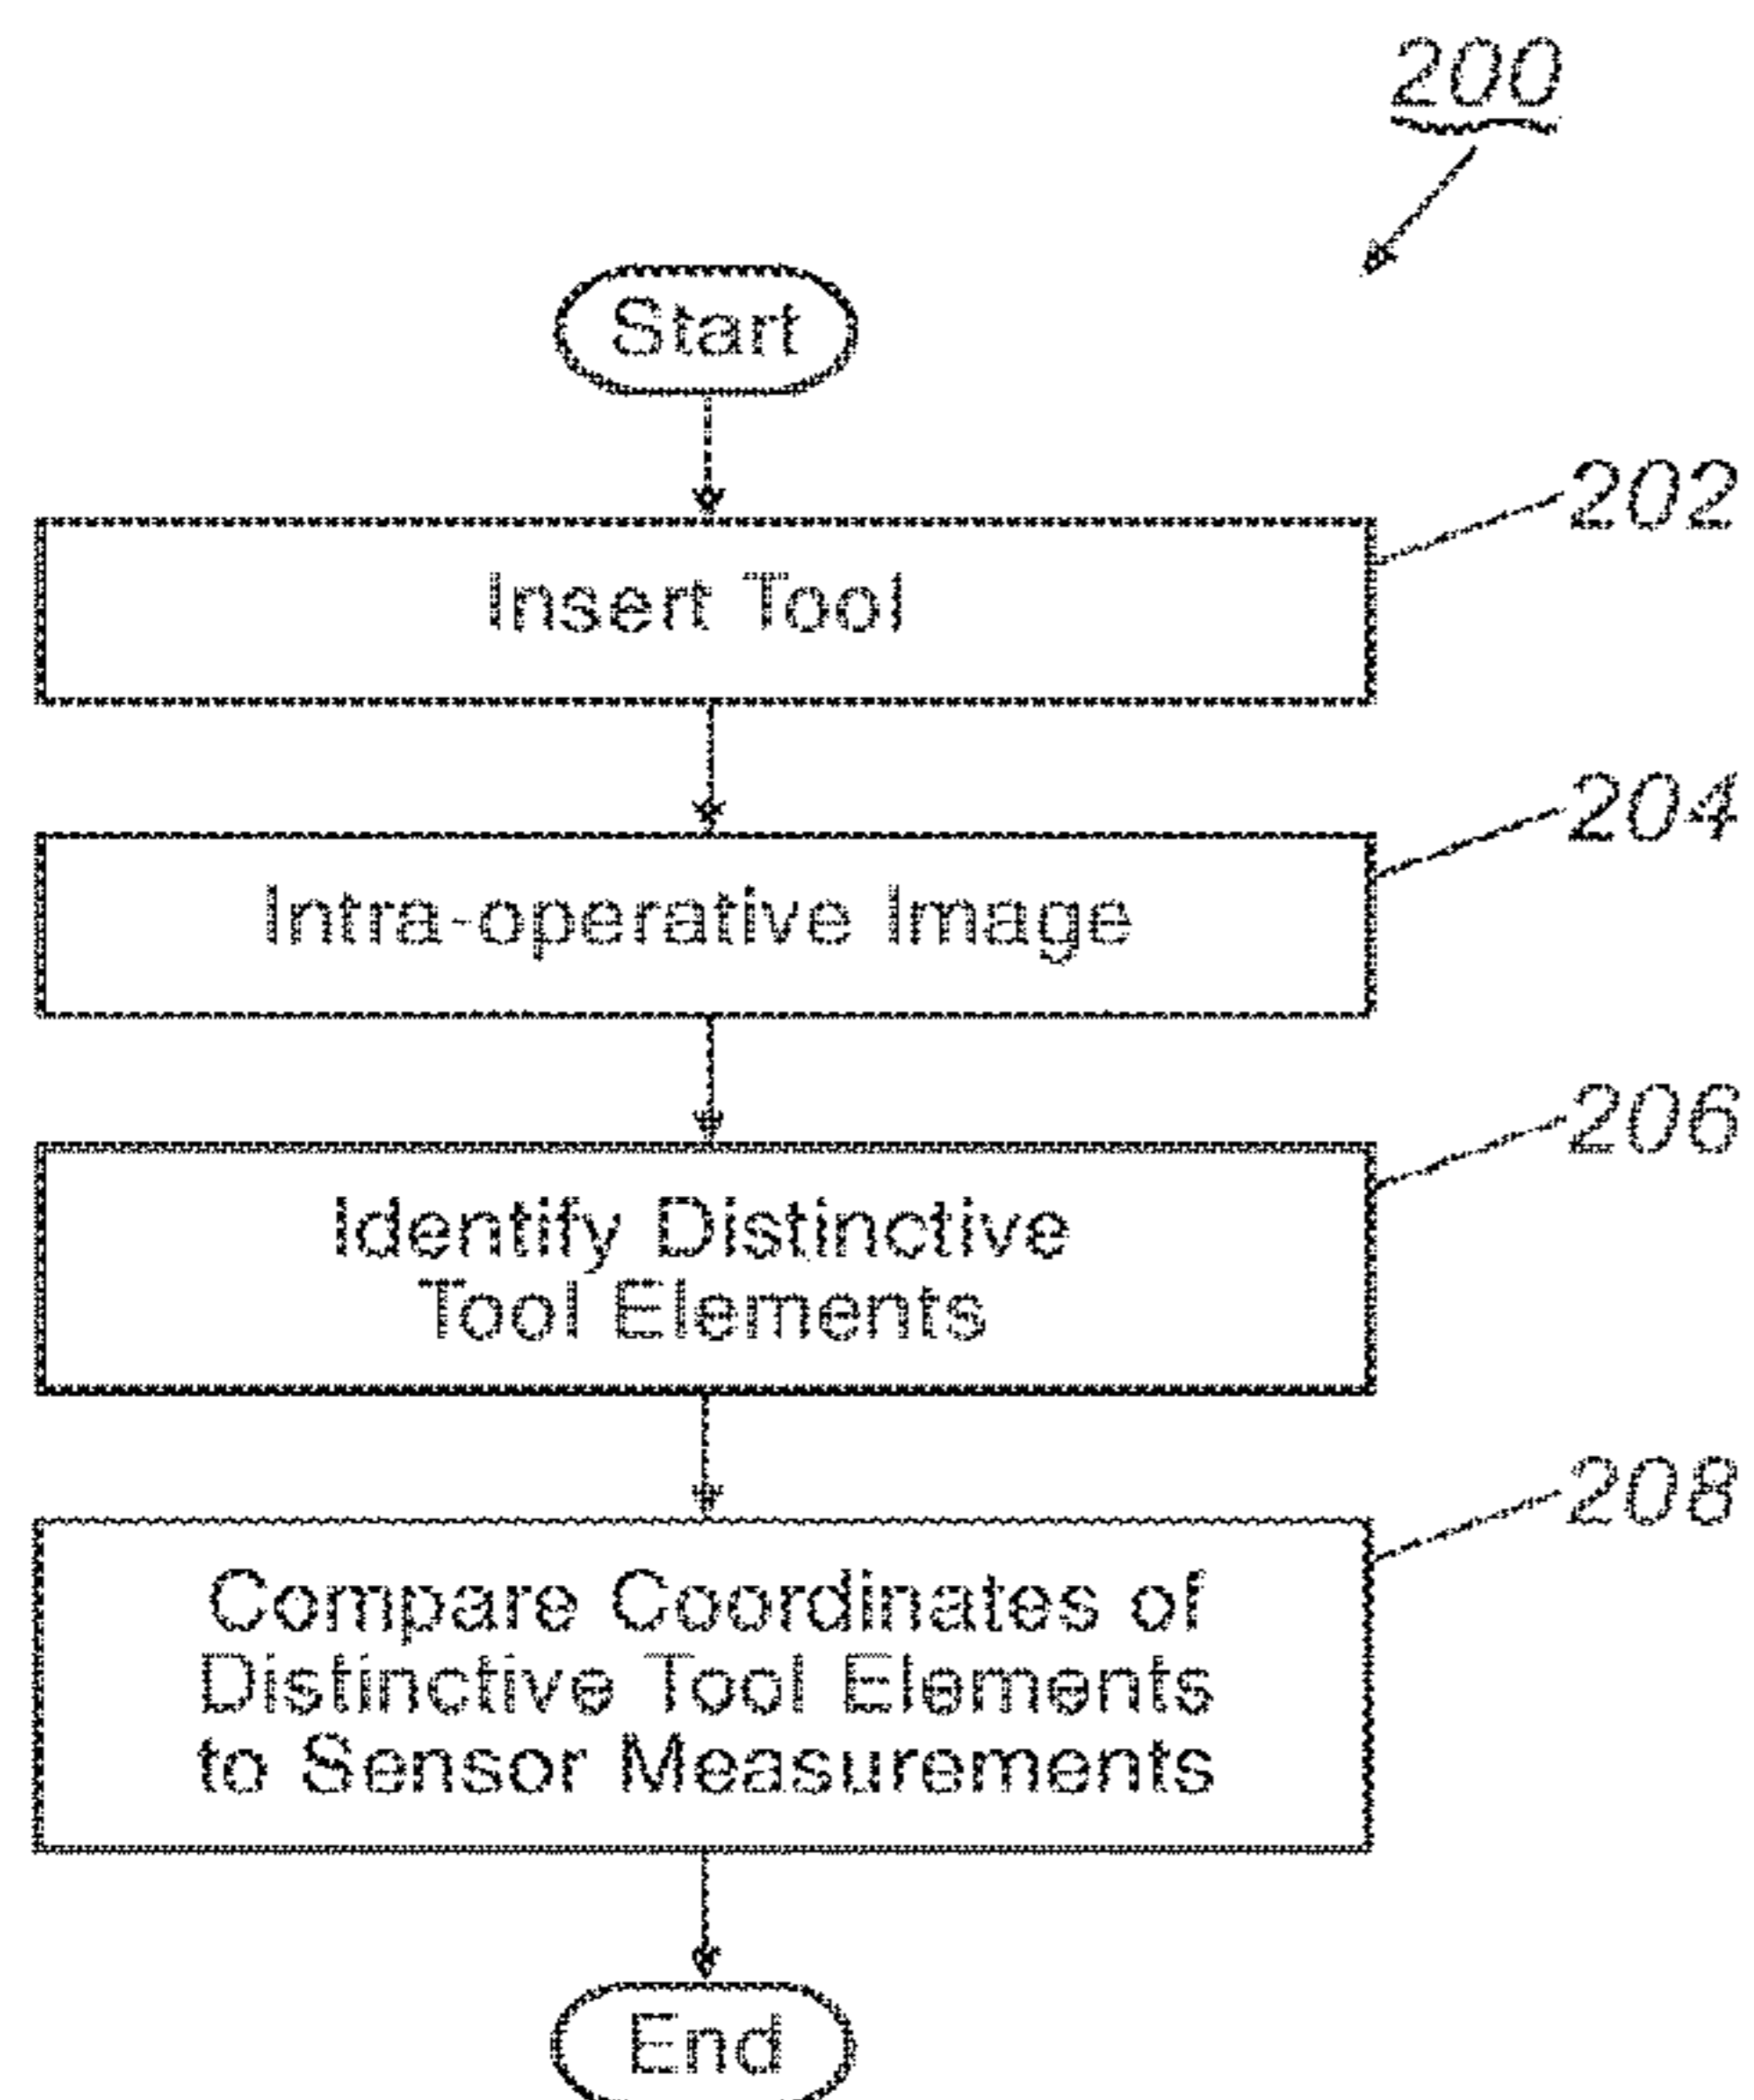 200
Start
202
Insert Tool
204
Intra-operative Image
206
Identify Distinctive
Tool Elements
208
Compare Coordinates of
Distinctive Tool Elements
to Sensor Measurements
End